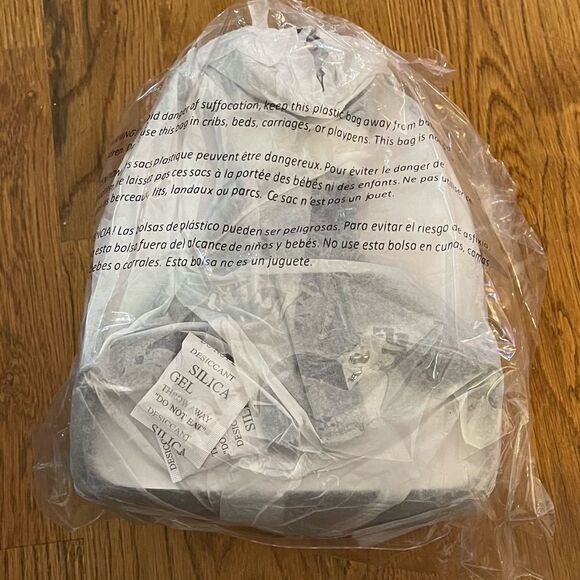 of suffocation, keep this plastic bag away from
use this bag in cribs, beds, carriages, or playpens. This bag is
sacs plastique peuvent être dangereux. Pour éviter le danger de
laissez pas ces sacs à la portée des bébés ni des enfants. Ne pas utiliser
berceaux, lits, landaux ou parcs. Ce sac n'est pas un jouet.
Las bolsas de plástico pueden ser peligrosas. Para evitar el riesgo de asfixia
esta bolsa fuera del alcance de niños y bebés. No use esta bolsa en cunas, camas
o corrales. Esta bolsa no es un juguete.
DESICCANT
SILICA
GEL
THROW AWAY
"DO NOT EAT"
DESICCANT
SILICA
DESICC